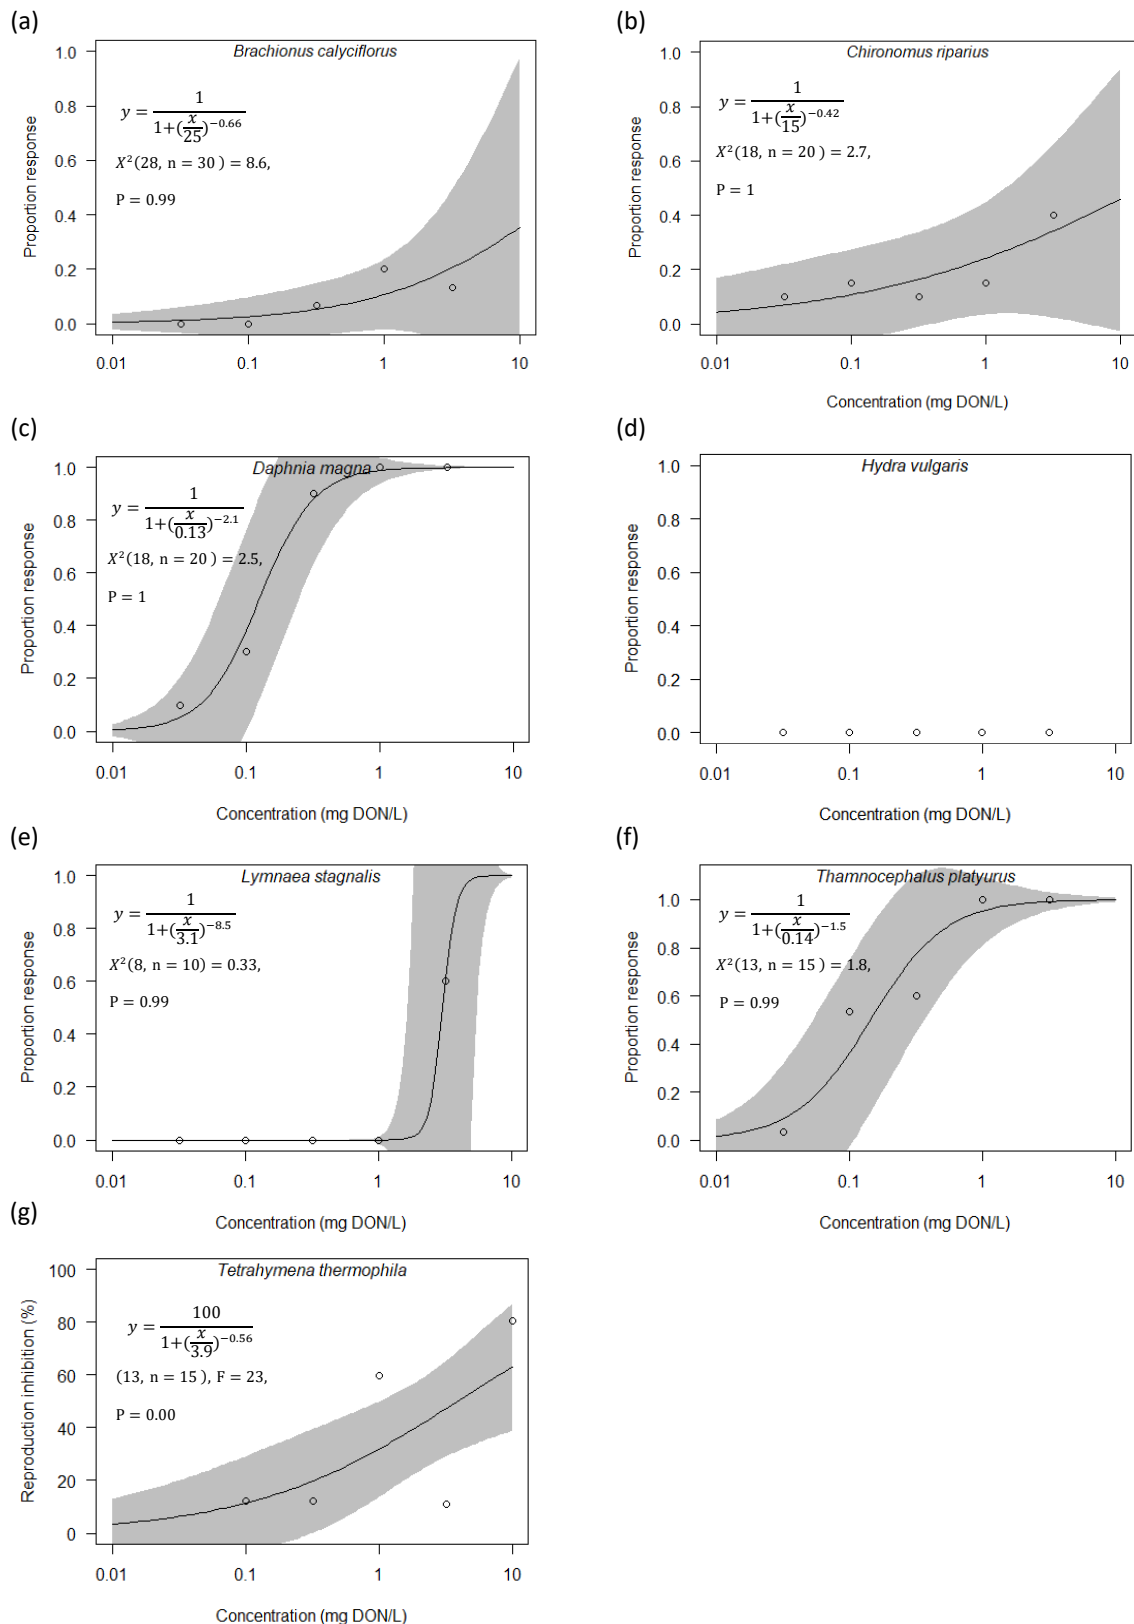 (a)
Brachionus calyciflorus
Proportion response
1.0
0.8
0.6
0.4
0.2
0.0
y = 1 / 1+(x/25)^−0.66
X²(28, n = 30 ) = 8.6,
P = 0.99
0.01 0.1 1 10
(b)
Chironomus riparius
Proportion response
1.0
0.8
0.6
0.4
0.2
0.0
y = 1 / 1+(x/15)^−0.42
X²(18, n = 20 ) = 2.7,
P = 1
0.01 0.1 1 10
Concentration (mg DON/L)
(c)
Daphnia magna
Proportion response
1.0
0.8
0.6
0.4
0.2
0.0
y = 1 / 1+(x/0.13)^−2.1
X²(18, n = 20 ) = 2.5,
P = 1
0.01 0.1 1 10
Concentration (mg DON/L)
(d)
Hydra vulgaris
Proportion response
1.0
0.8
0.6
0.4
0.2
0.0
0.01 0.1 1 10
Concentration (mg DON/L)
(e)
Lymnaea stagnalis
Proportion response
1.0
0.8
0.6
0.4
0.2
0.0
y = 1 / 1+(x/3.1)^−8.5
X²(8, n = 10) = 0.33,
P = 0.99
0.01 0.1 1 10
Concentration (mg DON/L)
(f)
Thamnocephalus platyurus
Proportion response
1.0
0.8
0.6
0.4
0.2
0.0
y = 1 / 1+(x/0.14)^−1.5
X²(13, n = 15 ) = 1.8,
P = 0.99
0.01 0.1 1 10
Concentration (mg DON/L)
(g)
Tetrahymena thermophila
Reproduction inhibition (%)
100
80
60
40
20
0
y = 100 / 1+(x/3.9)^−0.56
(13, n = 15 ), F = 23,
P = 0.00
0.01 0.1 1 10
Concentration (mg DON/L)